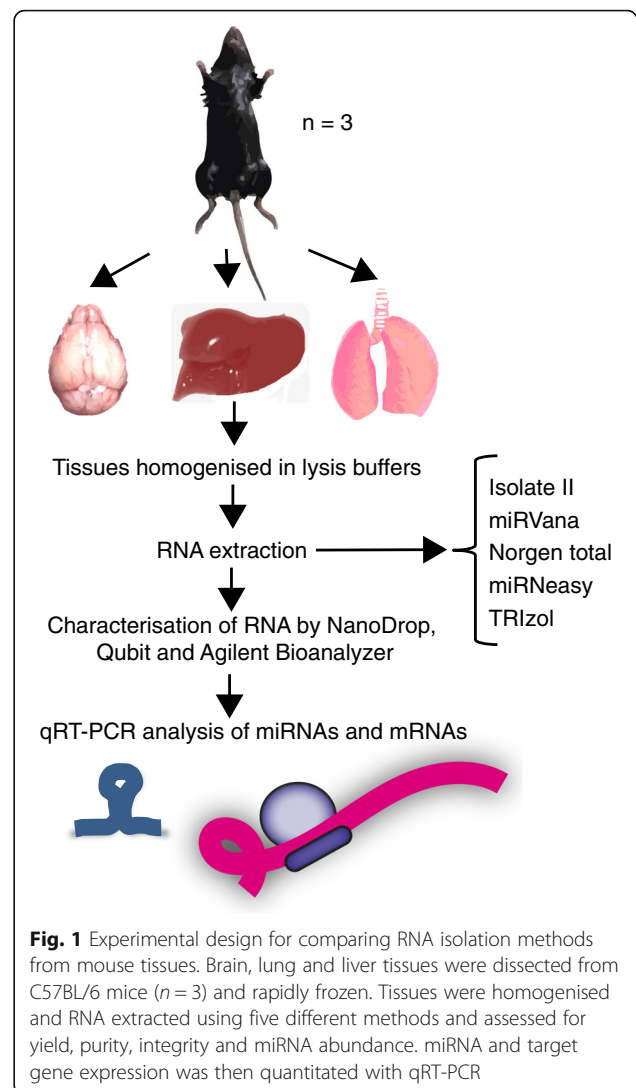 n = 3
Tissues homogenised in lysis buffers
RNA extraction
Isolate II
miRVana
Norgen total
miRNeasy
TRIzol
Characterisation of RNA by NanoDrop,
Qubit and Agilent Bioanalyzer
qRT-PCR analysis of miRNAs and mRNAs
Fig. 1 Experimental design for comparing RNA isolation methods
from mouse tissues. Brain, lung and liver tissues were dissected from
C57BL/6 mice (n = 3) and rapidly frozen. Tissues were homogenised
and RNA extracted using five different methods and assessed for
yield, purity, integrity and miRNA abundance. miRNA and target
gene expression was then quantitated with qRT-PCR